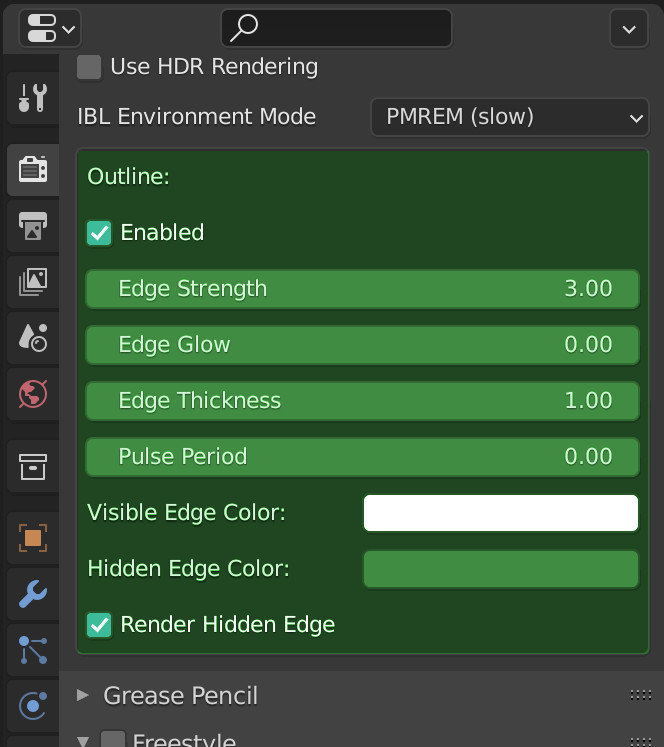 Use HDR Rendering
IBL Environment Mode PMREM (slow)
Outline:
Enabled
Edge Strength 3.00
Edge Glow 0.00
Edge Thickness 1.00
Pulse Period 0.00
Visible Edge Color:
Hidden Edge Color:
Render Hidden Edge
Grease Pencil
Freestyle